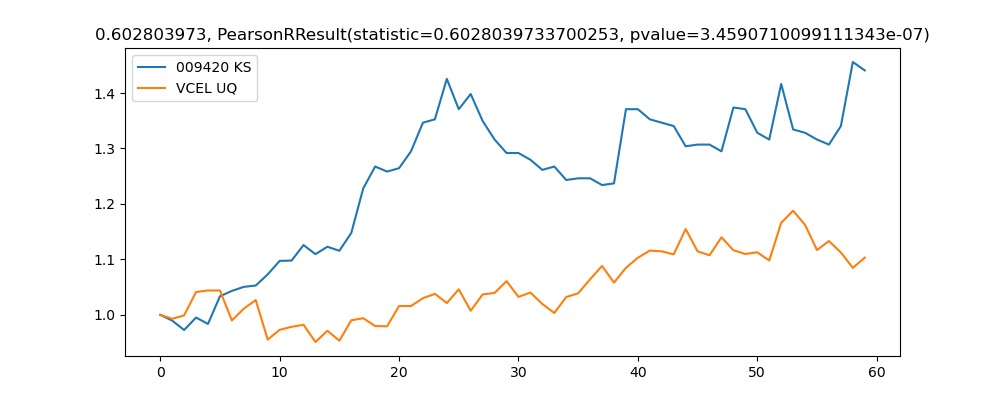 0.602803973, PearsonRResult(statistic=0.6028039733700253, pvalue=3.4590710099111343e-07)
009420 KS
VCEL UQ
1.4
1.3
1.2
1.1
1.0
0 10 20 30 40 50 60